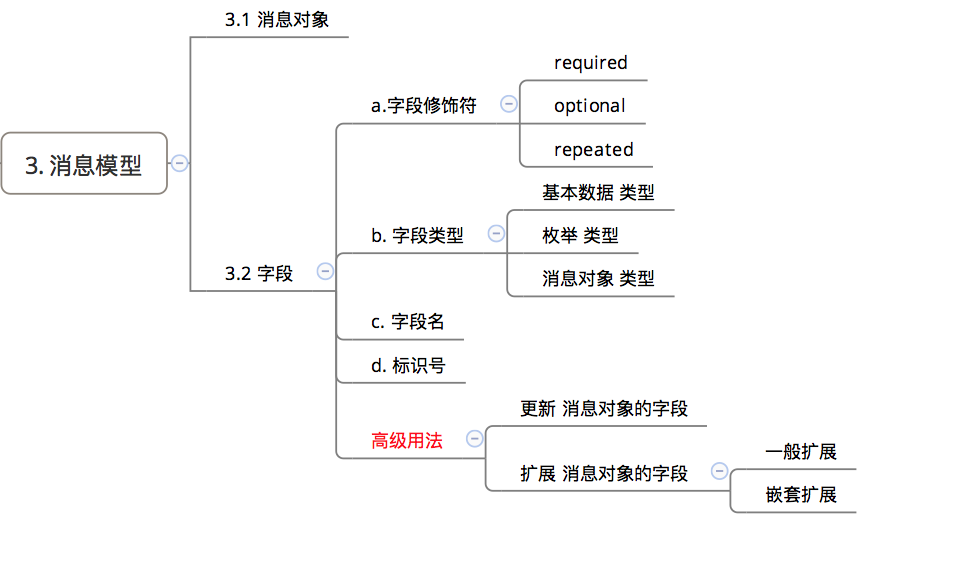 3. 消息模型
3.1 消息对象
3.2 字段
a.字段修饰符
required
optional
repeated
b. 字段类型
基本数据 类型
枚举 类型
消息对象 类型
c. 字段名
d. 标识号
高级用法
更新 消息对象的字段
扩展 消息对象的字段
一般扩展
嵌套扩展